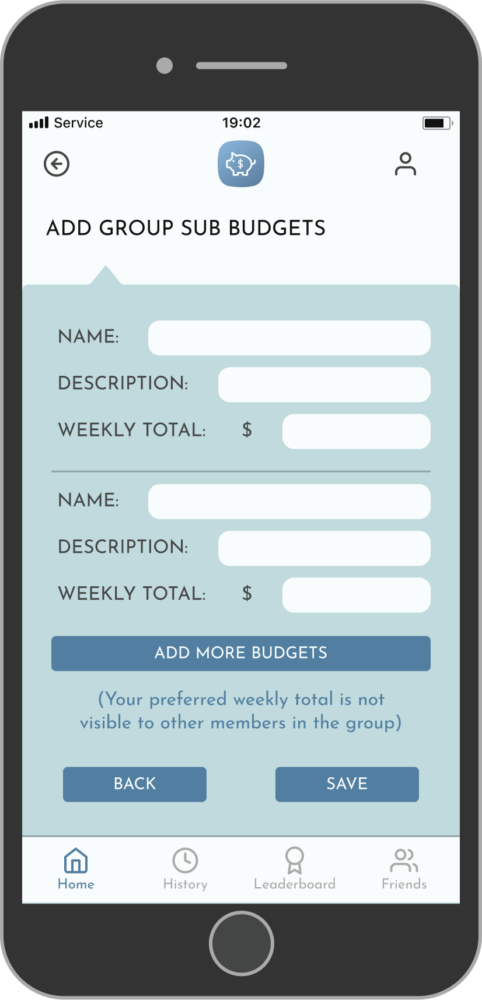 Service 19:02
$
ADD GROUP SUB BUDGETS
NAME:
DESCRIPTION:
WEEKLY TOTAL: $
NAME:
DESCRIPTION:
WEEKLY TOTAL: $
ADD MORE BUDGETS
(Your preferred weekly total is not
visible to other members in the group)
BACK SAVE
Home History Leaderboard Friends